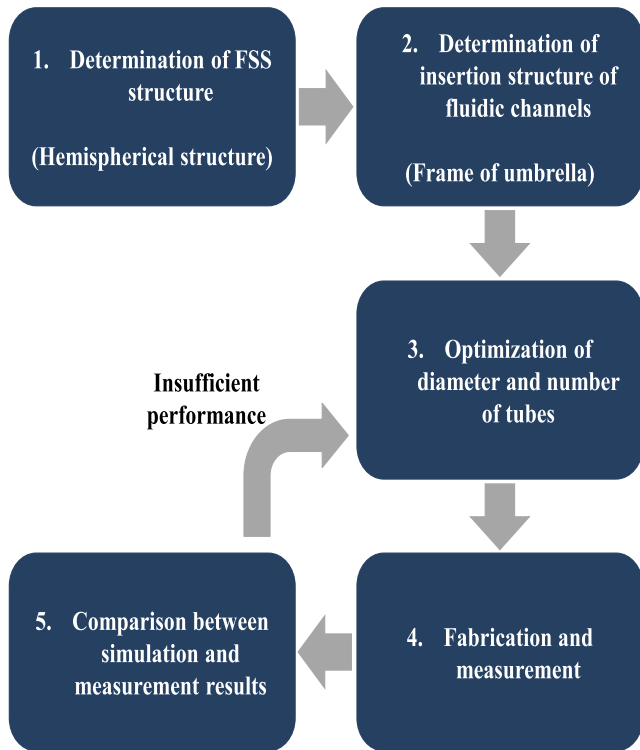 1. Determination of FSS
structure
(Hemispherical structure)
2. Determination of
insertion structure of
fluidic channels
(Frame of umbrella)
3. Optimization of
diameter and number
of tubes
Insufficient
performance
4. Fabrication and
measurement
5. Comparison between
simulation and
measurement results